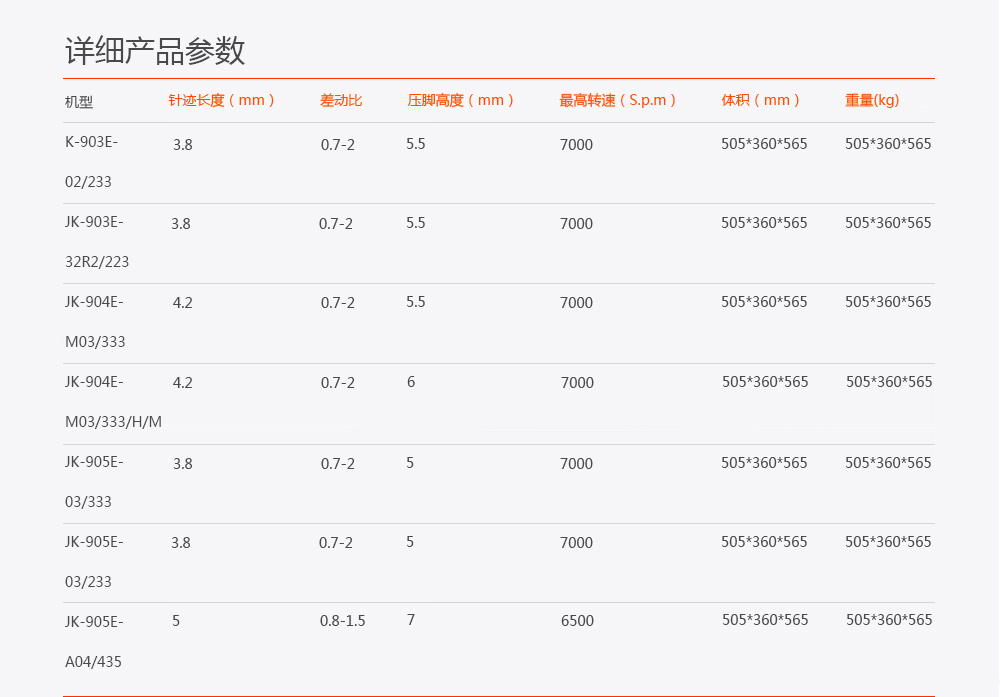 详细产品参数
机型 针迹长度（mm） 差动比 压脚高度（mm） 最高转速（S.p.m） 体积（mm） 重量(kg)
K-903E- 3.8 0.7-2 5.5 7000 505*360*565 505*360*565
02/233
JK-903E- 3.8 0.7-2 5.5 7000 505*360*565 505*360*565
32R2/223
JK-904E- 4.2 0.7-2 5.5 7000 505*360*565 505*360*565
M03/333
JK-904E- 4.2 0.7-2 6 7000 505*360*565 505*360*565
M03/333/H/M
JK-905E- 3.8 0.7-2 5 7000 505*360*565 505*360*565
03/333
JK-905E- 3.8 0.7-2 5 7000 505*360*565 505*360*565
03/233
JK-905E- 5 0.8-1.5 7 6500 505*360*565 505*360*565
A04/435